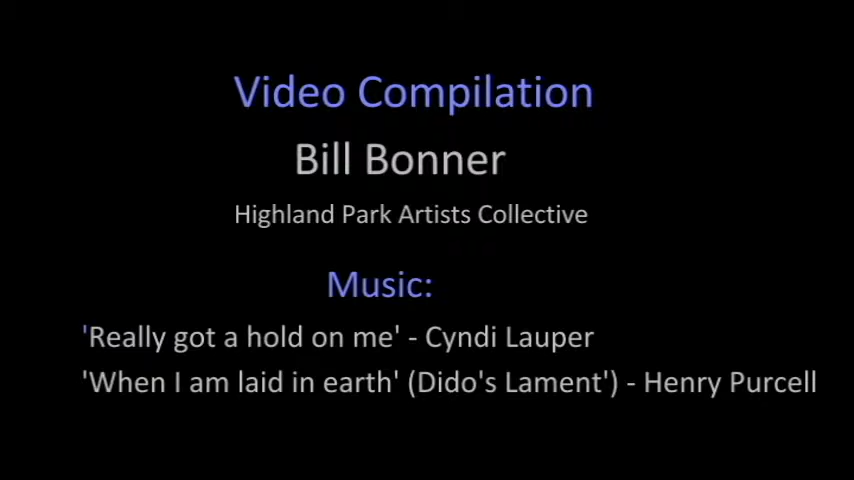 Video Compilation
Bill Bonner
Highland Park Artists Collective
Music:
'Really got a hold on me' - Cyndi Lauper
'When I am laid in earth' (Dido's Lament') - Henry Purcell